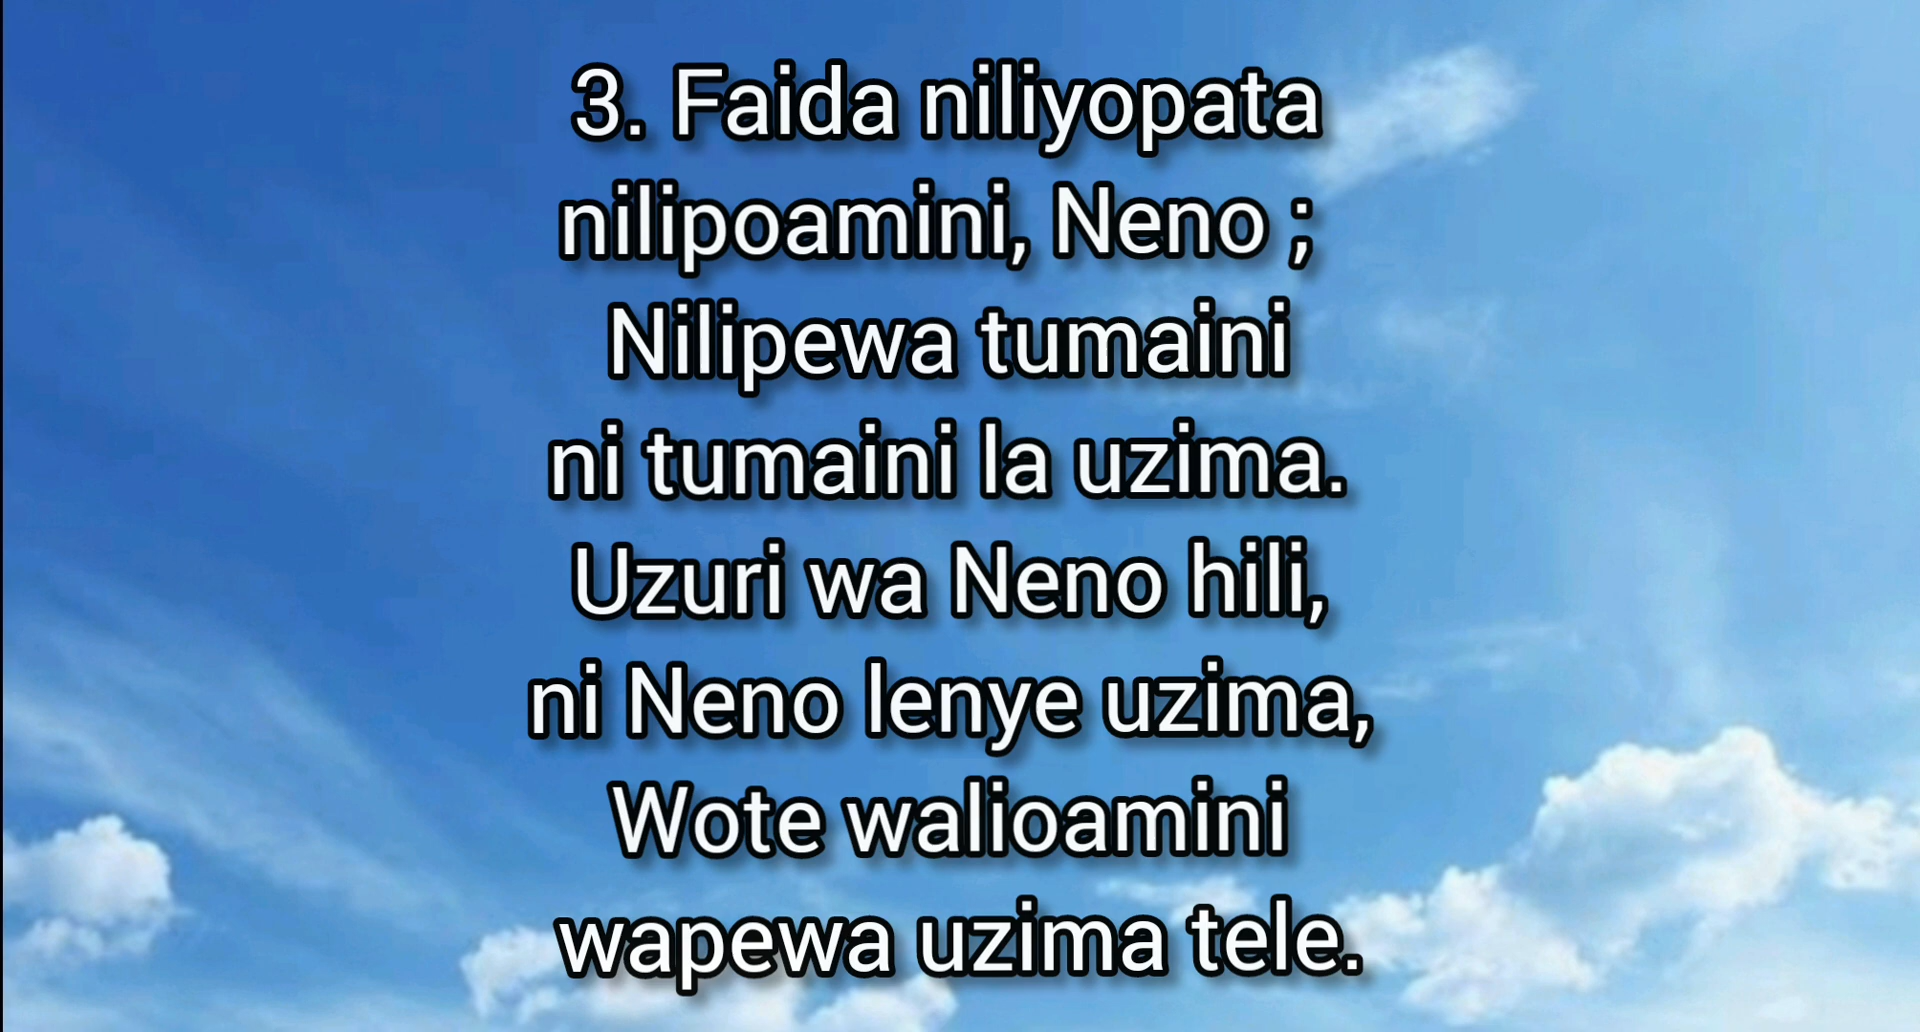 3. Faida niliyopata
nilipoamini, Neno ;
Nilipewa tumaini
ni tumaini la uzima.
Uzuri wa Neno hili,
ni Neno lenye uzima,
Wote walioamini
wapewa uzima tele.